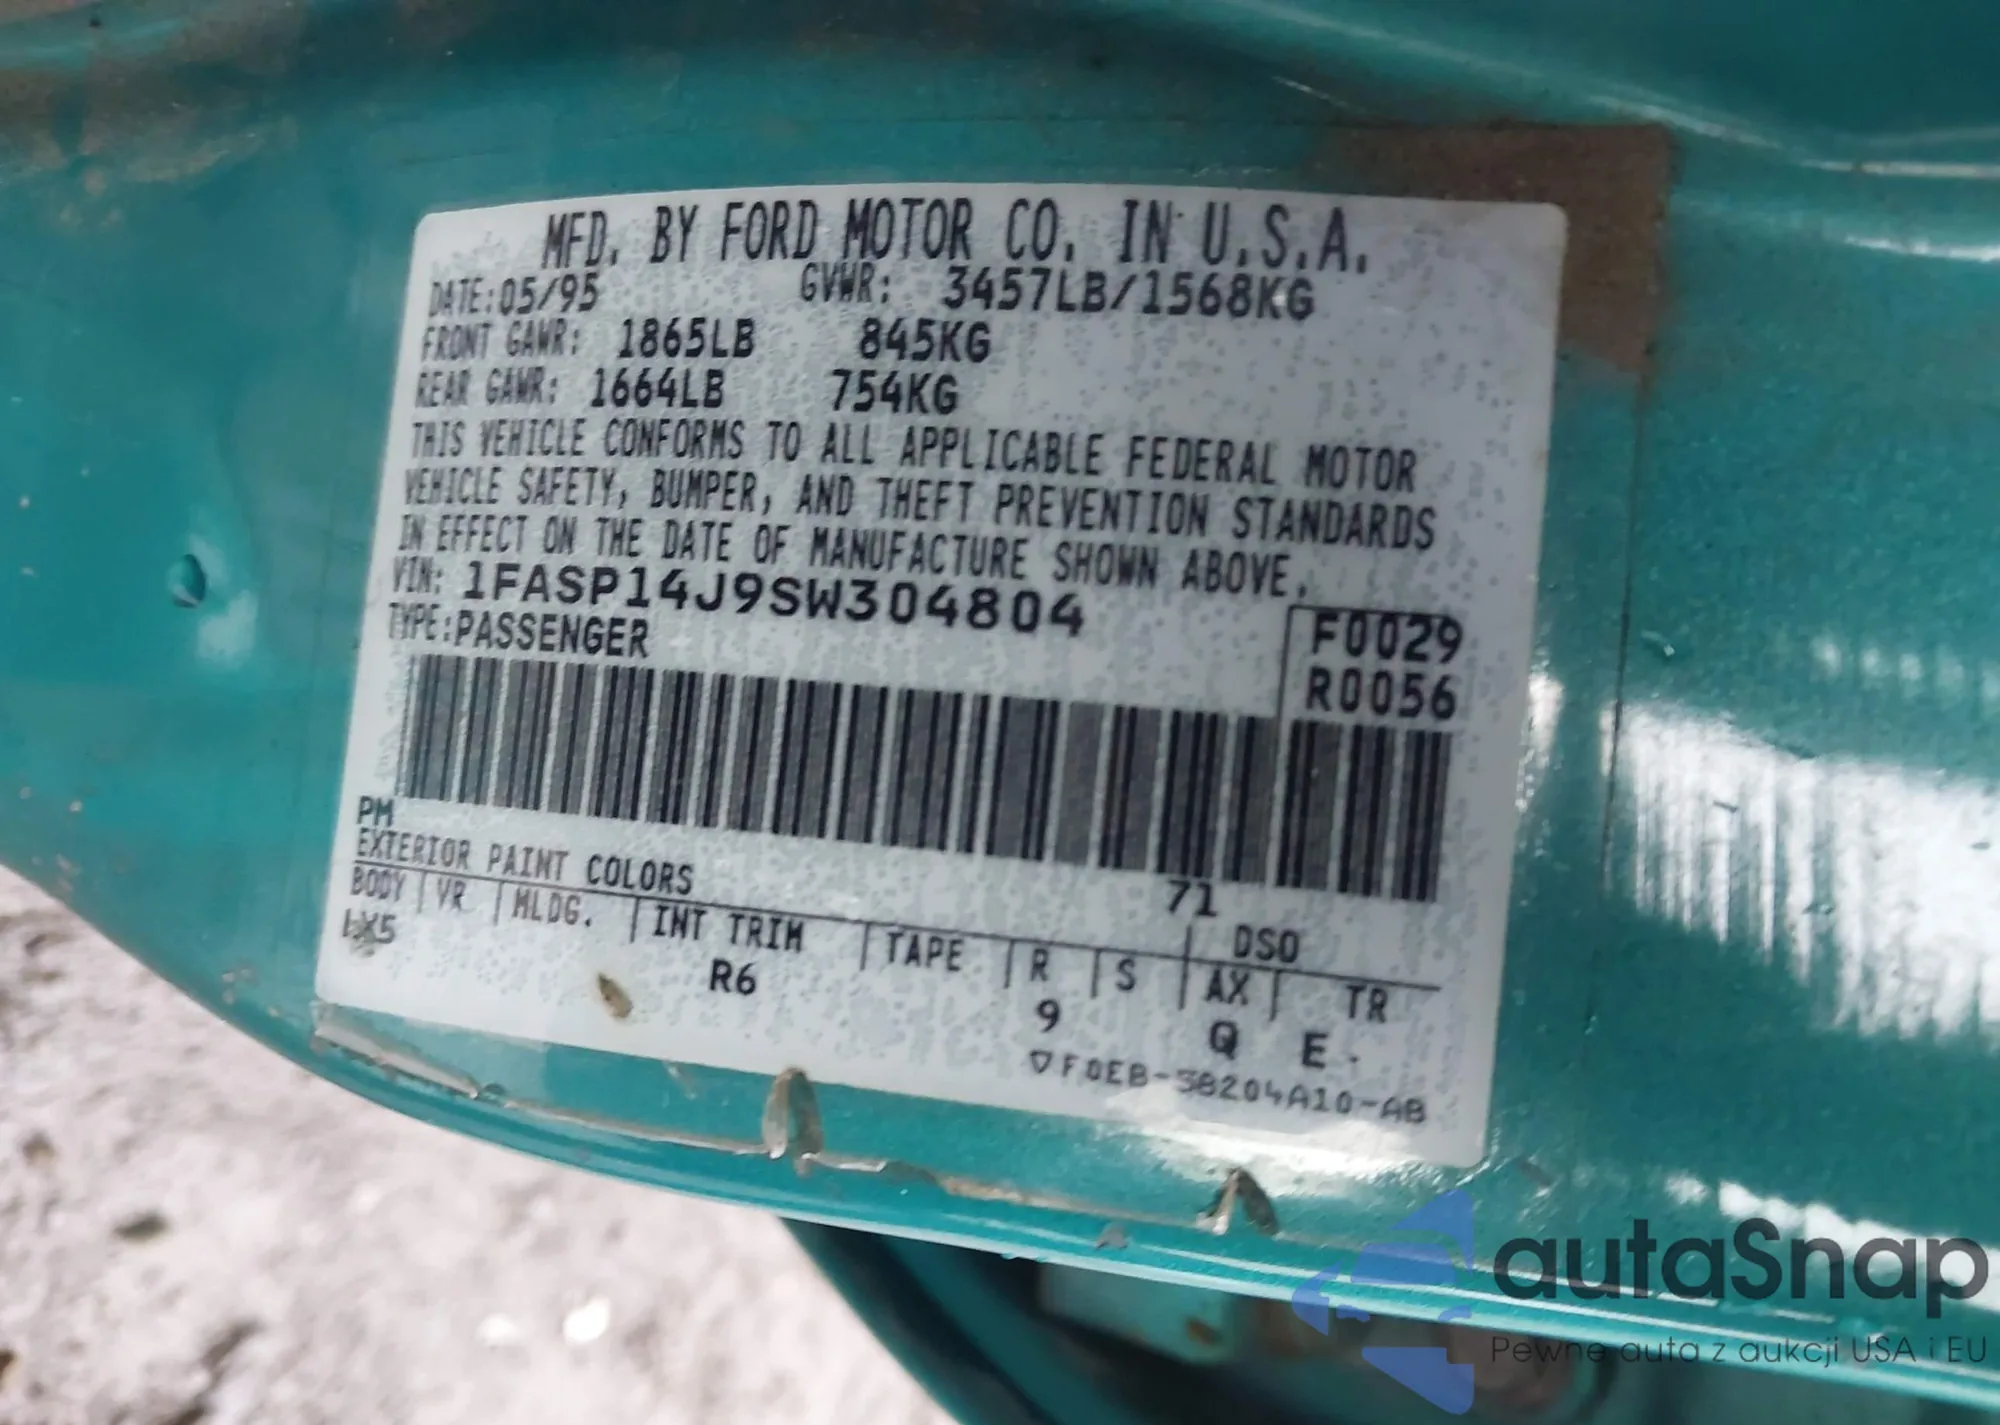 MFD. BY FORD MOTOR CO. IN U.S.A.
DATE: 05/95 GVWR: 3457LB/1568KG
FRONT GAWR: 1865LB 845KG
REAR GAWR: 1664LB 754KG
THIS VEHICLE CONFORMS TO ALL APPLICABLE FEDERAL MOTOR
VEHICLE SAFETY, BUMPER, AND THEFT PREVENTION STANDARDS
IN EFFECT ON THE DATE OF MANUFACTURE SHOWN ABOVE.
VIN: 1FASP14J9SW304804
TYPE: PASSENGER
F0029
R0056
PM
EXTERIOR PAINT COLORS 71 DSO
BODY VR MLDG. INT TRIM TAPE R S AX TR
R6 9 Q E
F0EB-5B204A10-AB
autaSnap
Pewne auta z aukcji USA i EU